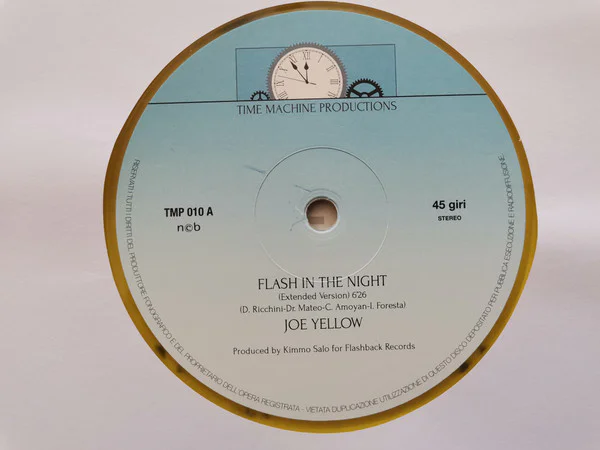 TIME MACHINE PRODUCTIONS
TMP 010 A
n©b
45 giri
STEREO
FLASH IN THE NIGHT
(Extended Version) 6'26
(D. Ricchini-Dr. Mateo-C. Amoyan-I. Foresta)
JOE YELLOW
Produced by Kimmo Salo for Flashback Records
RISERVATI I TUTTI I DIRITTI DEL PRODUTTORE FONOGRAFICO E DEL PROPRIETARIO DELL'OPERA REGISTRATA - VIETATA DUPLICAZIONE UTILIZZAZIONE DI QUESTO DISCO DEPOSITATO PER PUBBLICA ESECUZIONE E RADIODIFFUSIONE